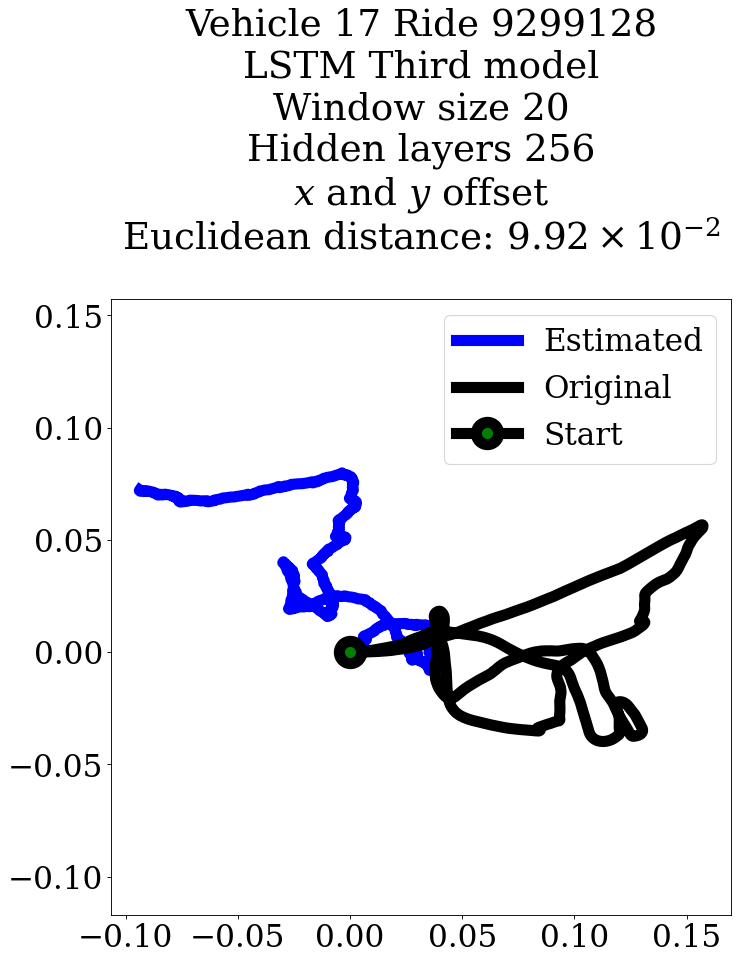 Vehicle 17 Ride 9299128
LSTM Third model
Window size 20
Hidden layers 256
x and y offset
Euclidean distance: 9.92 × 10⁻²
Estimated
Original
Start
0.15
0.10
0.05
0.00
−0.05
−0.10
−0.10 −0.05 0.00 0.05 0.10 0.15